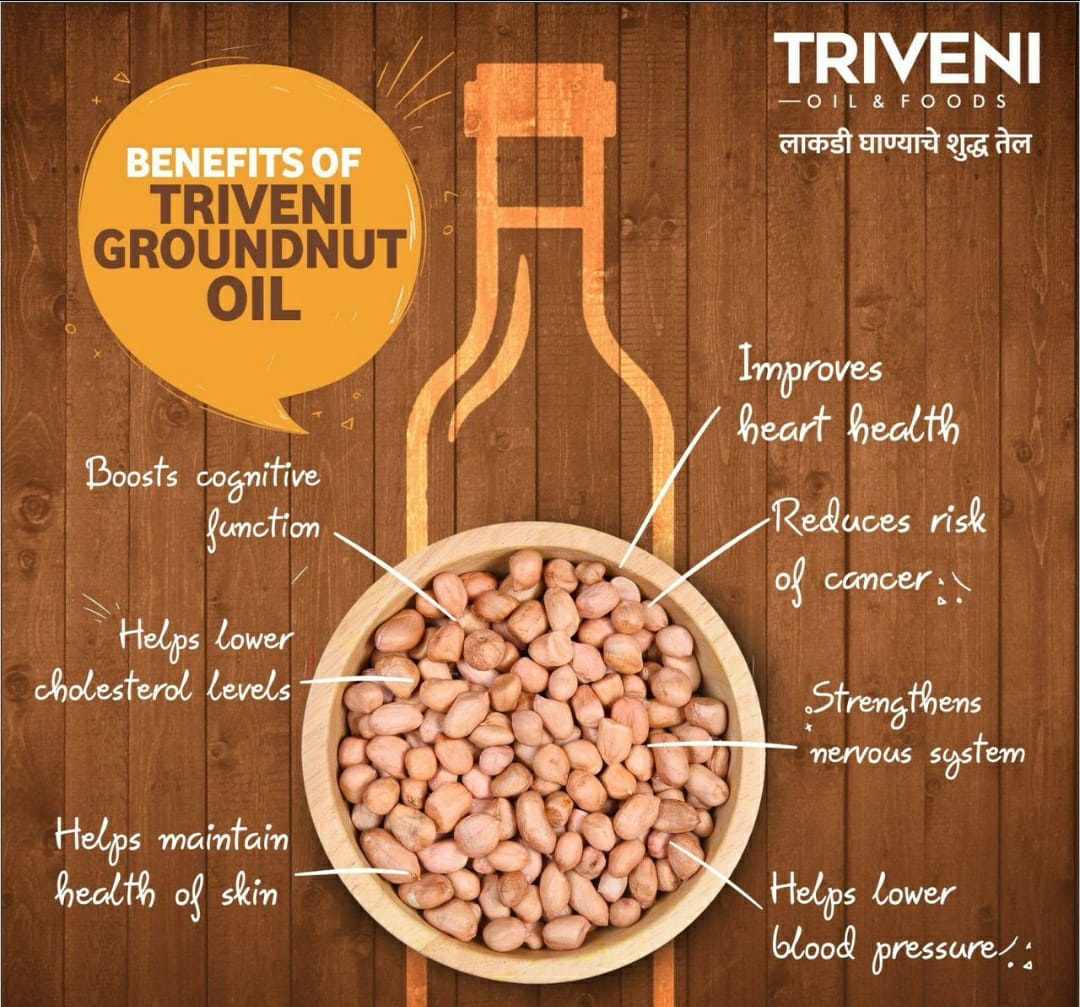 TRIVENI
OIL & FOODS
लाकडी घाण्याचे शुद्ध तेल
BENEFITS OF
TRIVENI
GROUNDNUT
OIL
Improves
heart health
Boosts cognitive
function
Reduces risk
of cancer
Helps lower
cholesterol levels
Strengthens
nervous system
Helps maintain
health of skin
Helps lower
blood pressure